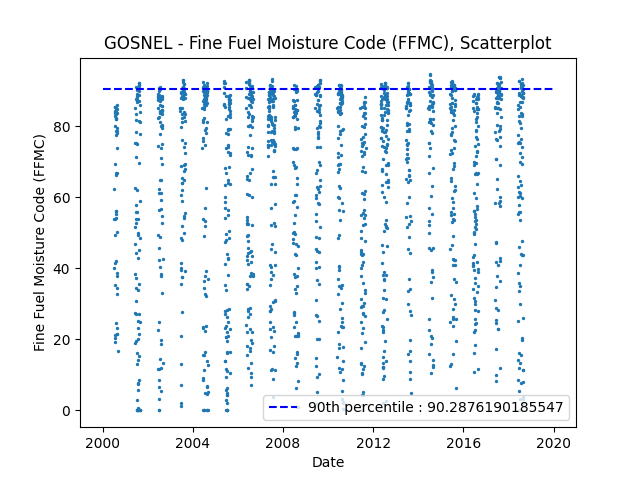 GOSNEL - Fine Fuel Moisture Code (FFMC), Scatterplot
Fine Fuel Moisture Code (FFMC)
80
60
40
20
0
90th percentile : 90.2876190185547
2000 2004 2008 2012 2016 2020
Date